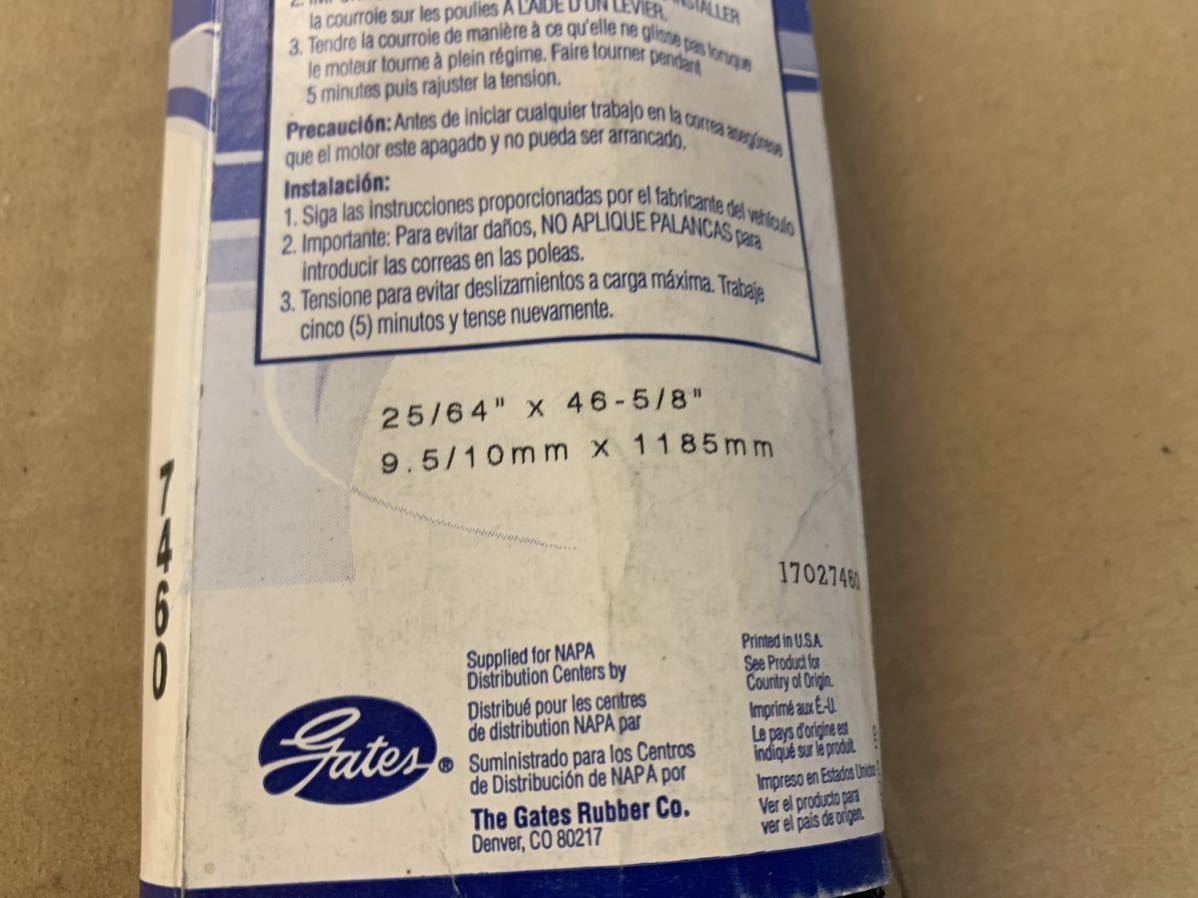 la courroie sur les poulies À L'AIDE D'UN LEVIER.
3. Tendre la courroie de manière à ce qu'elle ne glisse pas lorsque
le moteur tourne à plein régime. Faire tourner pendant
5 minutes puis rajuster la tension.
Precaución: Antes de iniciar cualquier trabajo en la correa asegúrese
que el motor este apagado y no pueda ser arrancado.
Instalación:
1. Siga las instrucciones proporcionadas por el fabricante del vehículo
2. Importante: Para evitar daños, NO APLIQUE PALANCAS para
introducir las correas en las poleas.
3. Tensione para evitar deslizamientos a carga máxima. Trabaje
cinco (5) minutos y tense nuevamente.
25/64" x 46-5/8"
9.5/10mm x 1185mm
7460
17027460
Gates®
Supplied for NAPA
Distribution Centers by
Distribué pour les centres
de distribution NAPA par
Suministrado para los Centros
de Distribución de NAPA por
The Gates Rubber Co.
Denver, CO 80217
Printed in U.S.A.
See Product for
Country of Origin.
Imprimé aux É.-U.
Le pays d'origine est
indiqué sur le produit.
Impreso en Estados Unidos
Ver el producto para
ver el pais de origen.